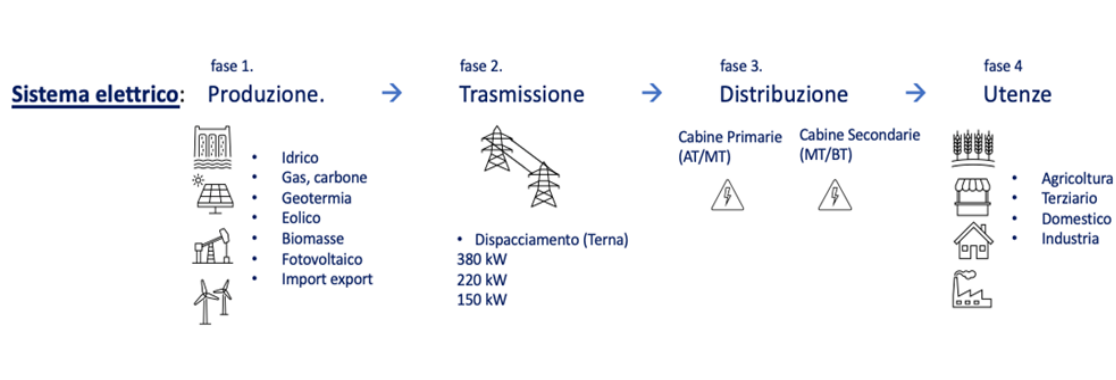 fase 1.
fase 2.
fase 3.
fase 4
Sistema elettrico: Produzione. → Trasmissione → Distribuzione → Utenze
• Idrico
• Gas, carbone
• Geotermia
• Eolico
• Biomasse
• Fotovoltaico
• Import export
• Dispacciamento (Terna)
380 kW
220 kW
150 kW
Cabine Primarie
(AT/MT)
Cabine Secondarie
(MT/BT)
• Agricoltura
• Terziario
• Domestico
• Industria